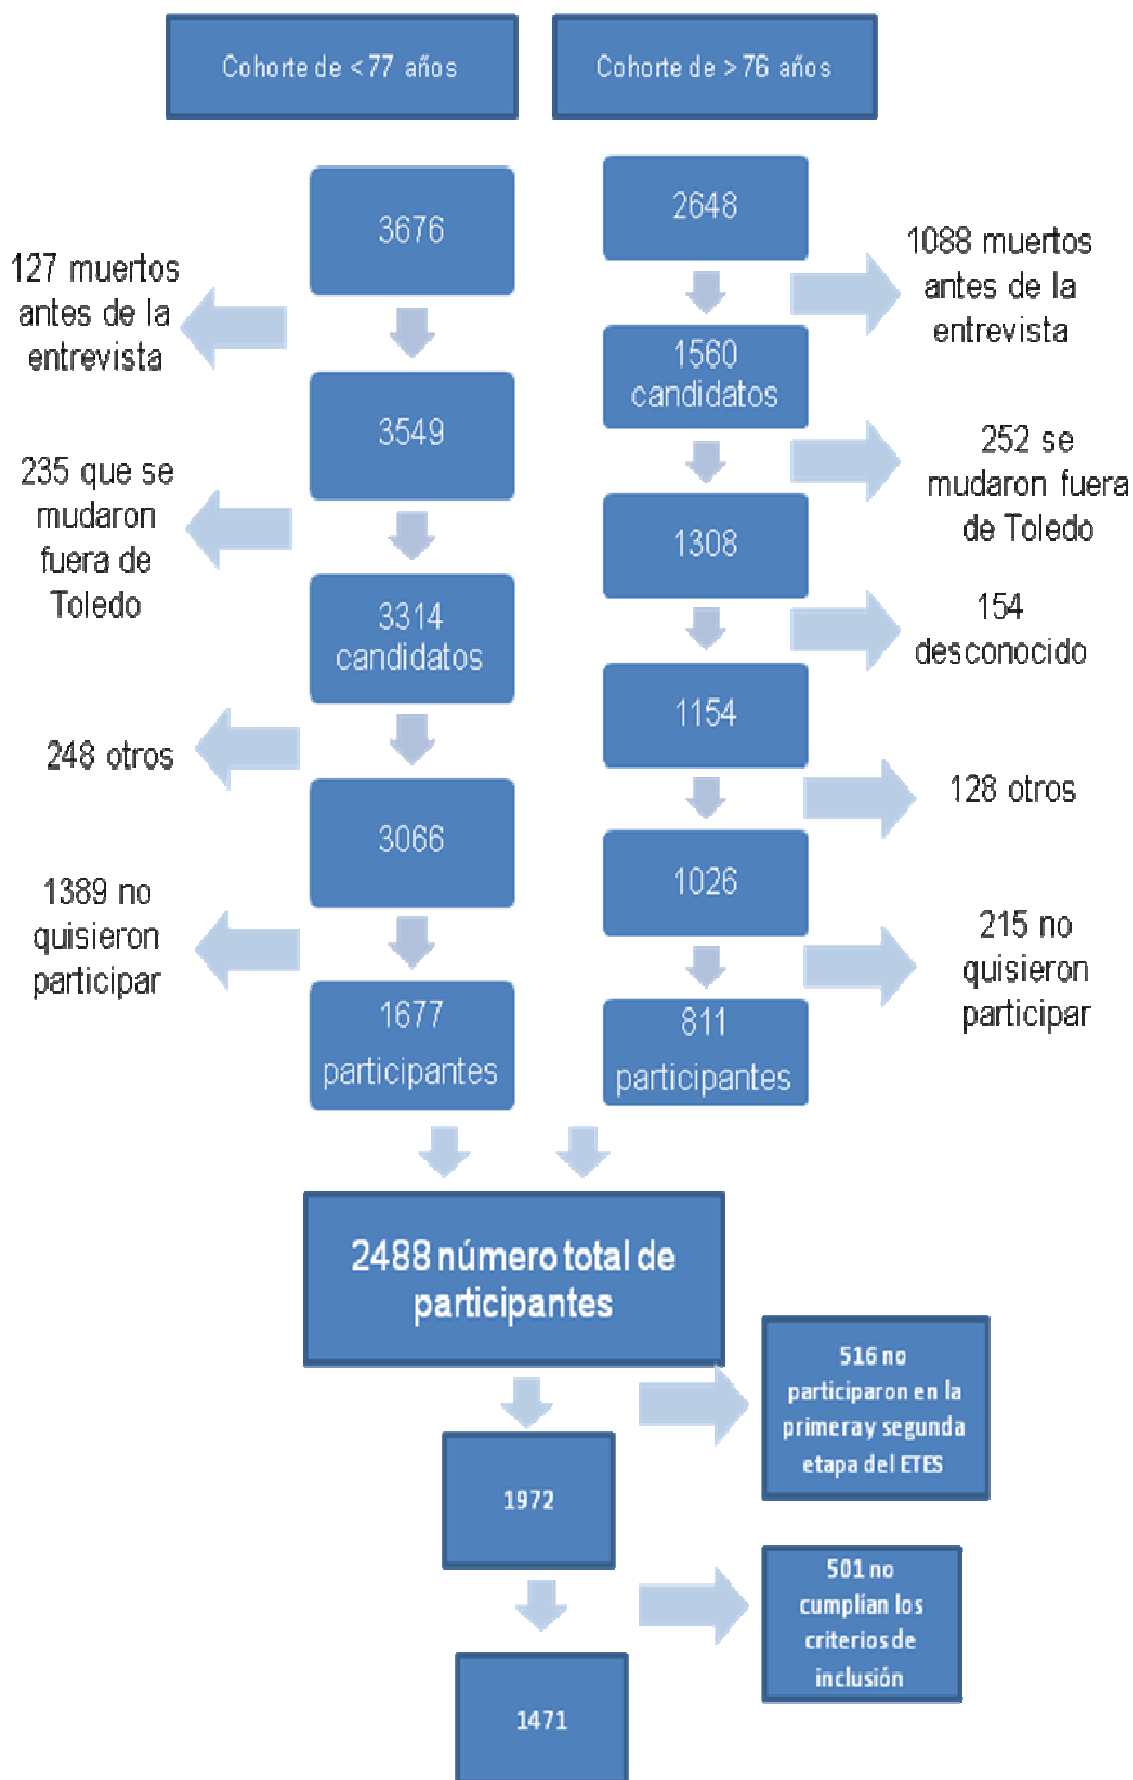 Cohorte de <77 años
Cohorte de >76 años
3676
127 muertos
antes de la
entrevista
3549
235 que se
mudaron
fuera de
Toledo
3314
candidatos
248 otros
3066
1389 no
quisieron
participar
1677
participantes
2648
1088 muertos
antes de la
entrevista
1560
candidatos
252 se
mudaron fuera
de Toledo
1308
154
desconocido
1154
128 otros
1026
215 no
quisieron
participar
811
participantes
2488 número total de
participantes
516 no
participaron en la
primera y segunda
etapa del ETES
1972
501 no
cumplían los
criterios de
inclusión
1471